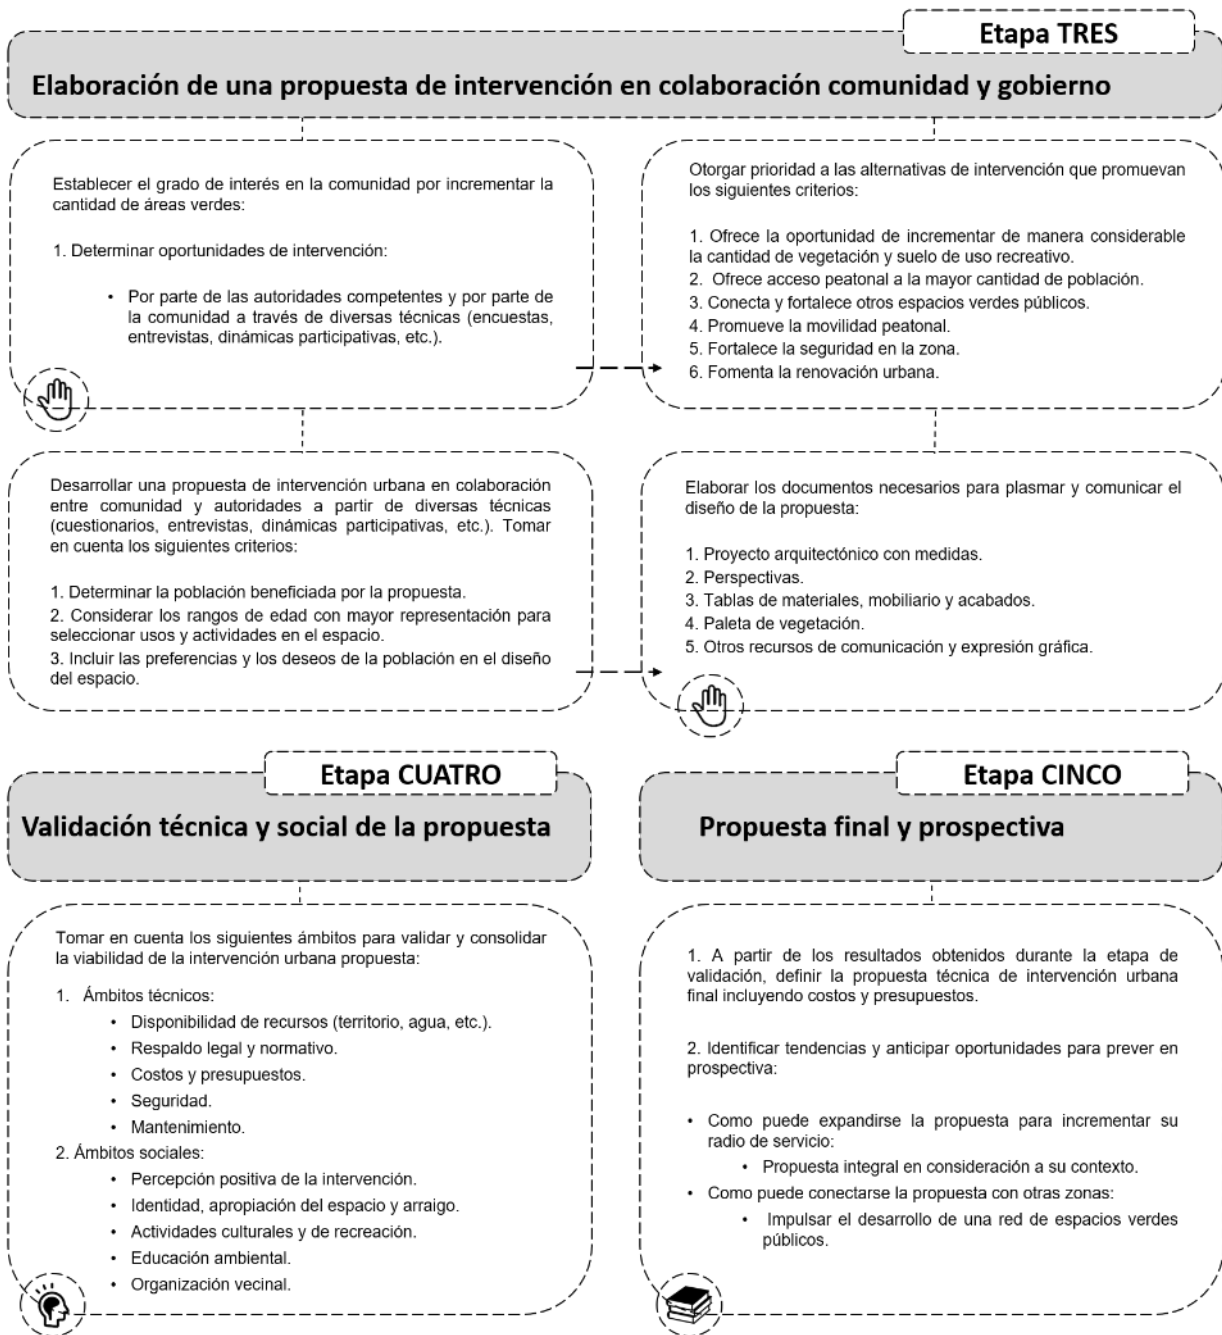 Etapa TRES
Elaboración de una propuesta de intervención en colaboración comunidad y gobierno
Establecer el grado de interés en la comunidad por incrementar la
cantidad de áreas verdes:
1. Determinar oportunidades de intervención:
• Por parte de las autoridades competentes y por parte de
la comunidad a través de diversas técnicas (encuestas,
entrevistas, dinámicas participativas, etc.).
Otorgar prioridad a las alternativas de intervención que promuevan
los siguientes criterios:
1. Ofrece la oportunidad de incrementar de manera considerable
la cantidad de vegetación y suelo de uso recreativo.
2. Ofrece acceso peatonal a la mayor cantidad de población.
3. Conecta y fortalece otros espacios verdes públicos.
4. Promueve la movilidad peatonal.
5. Fortalece la seguridad en la zona.
6. Fomenta la renovación urbana.
Desarrollar una propuesta de intervención urbana en colaboración
entre comunidad y autoridades a partir de diversas técnicas
(cuestionarios, entrevistas, dinámicas participativas, etc.). Tomar
en cuenta los siguientes criterios:
1. Determinar la población beneficiada por la propuesta.
2. Considerar los rangos de edad con mayor representación para
seleccionar usos y actividades en el espacio.
3. Incluir las preferencias y los deseos de la población en el diseño
del espacio.
Elaborar los documentos necesarios para plasmar y comunicar el
diseño de la propuesta:
1. Proyecto arquitectónico con medidas.
2. Perspectivas.
3. Tablas de materiales, mobiliario y acabados.
4. Paleta de vegetación.
5. Otros recursos de comunicación y expresión gráfica.
Etapa CUATRO
Validación técnica y social de la propuesta
Tomar en cuenta los siguientes ámbitos para validar y consolidar
la viabilidad de la intervención urbana propuesta:
1. Ámbitos técnicos:
• Disponibilidad de recursos (territorio, agua, etc.).
• Respaldo legal y normativo.
• Costos y presupuestos.
• Seguridad.
• Mantenimiento.
2. Ámbitos sociales:
• Percepción positiva de la intervención.
• Identidad, apropiación del espacio y arraigo.
• Actividades culturales y de recreación.
• Educación ambiental.
• Organización vecinal.
Etapa CINCO
Propuesta final y prospectiva
1. A partir de los resultados obtenidos durante la etapa de
validación, definir la propuesta técnica de intervención urbana
final incluyendo costos y presupuestos.
2. Identificar tendencias y anticipar oportunidades para prever en
prospectiva:
• Como puede expandirse la propuesta para incrementar su
radio de servicio:
• Propuesta integral en consideración a su contexto.
• Como puede conectarse la propuesta con otras zonas:
• Impulsar el desarrollo de una red de espacios verdes
públicos.